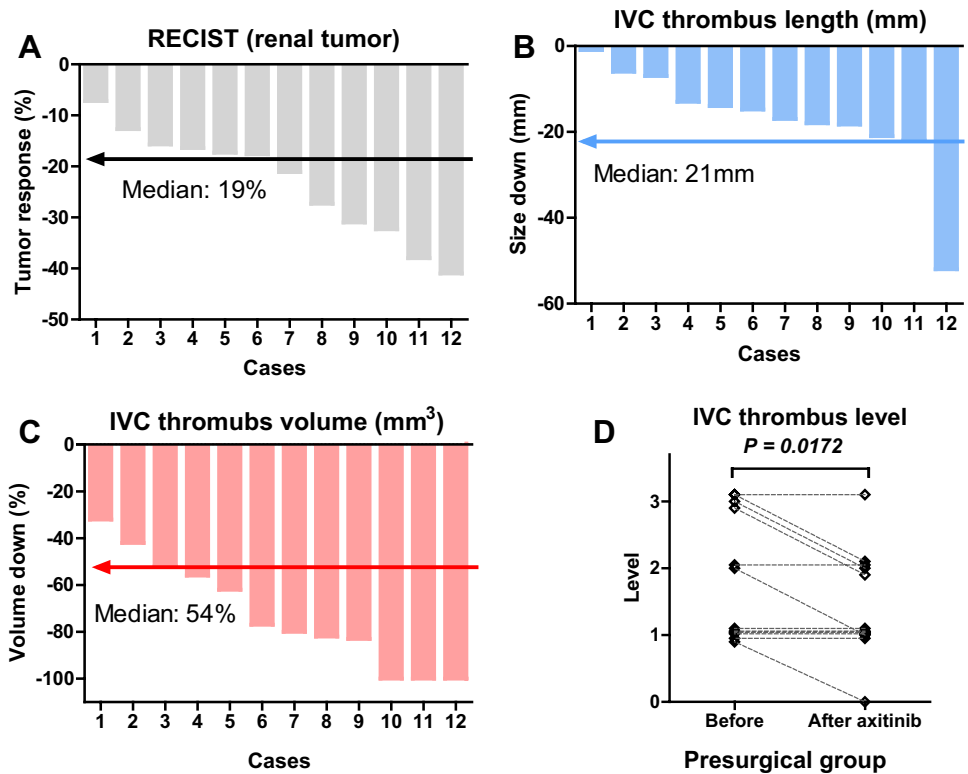 A
RECIST (renal tumor)
Tumor response (%)
0
-10
-20
-30
-40
-50
Median: 19%
1 2 3 4 5 6 7 8 9 10 11 12
Cases
B
IVC thrombus length (mm)
Size down (mm)
0
-20
-40
-60
Median: 21mm
1 2 3 4 5 6 7 8 9 10 11 12
Cases
C
IVC thromubs volume (mm³)
Volume down (%)
0
-20
-40
-60
-80
-100
Median: 54%
1 2 3 4 5 6 7 8 9 10 11 12
Cases
D
IVC thrombus level
P = 0.0172
Level
3
2
1
0
Before After axitinib
Presurgical group